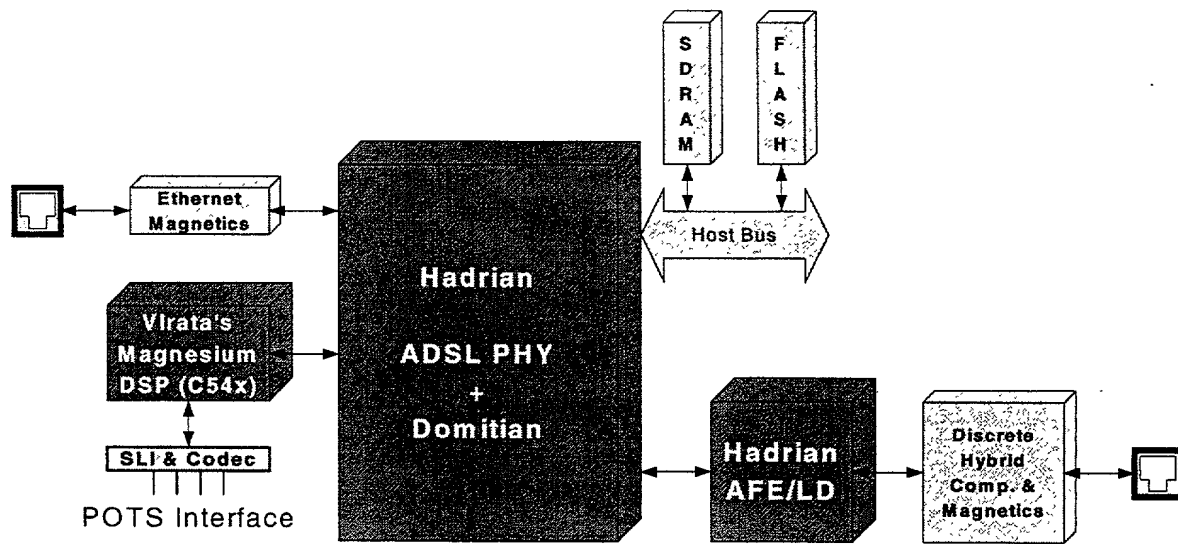 S
D
R
A
M
F
L
A
S
H
Ethernet
Magnetics
Host Bus
Hadrian
ADSL PHY
+
Domitian
Virata's
Magnesium
DSP (C54x)
SLI & Codec
POTS Interface
Hadrian
AFE/LD
Discrete
Hybrid
Comp. &
Magnetics